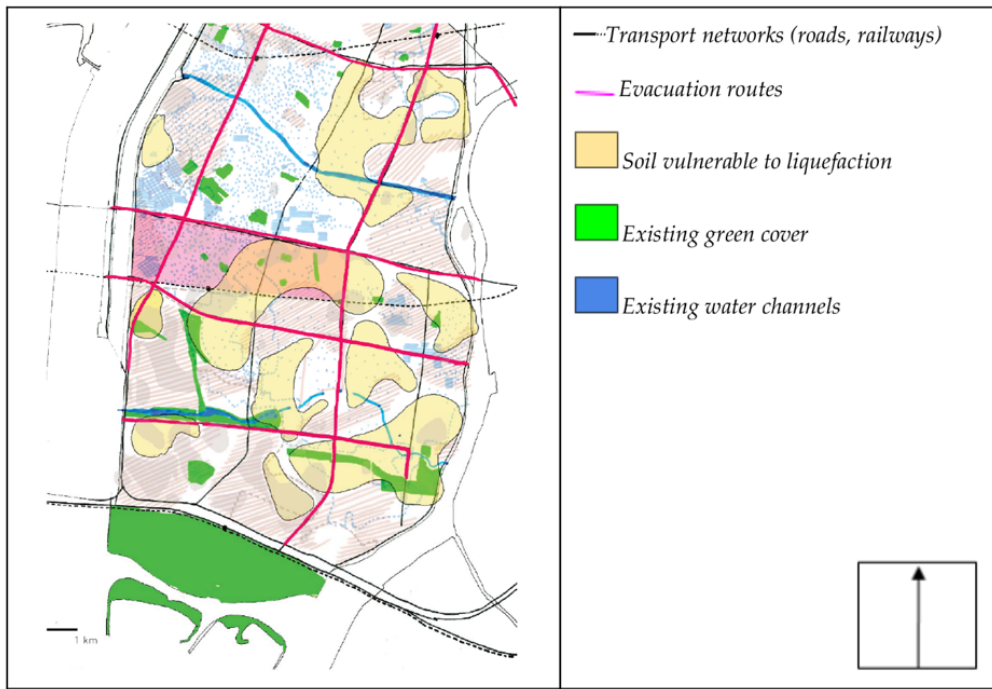 Transport networks (roads, railways)
Evacuation routes
Soil vulnerable to liquefaction
Existing green cover
Existing water channels
1 km